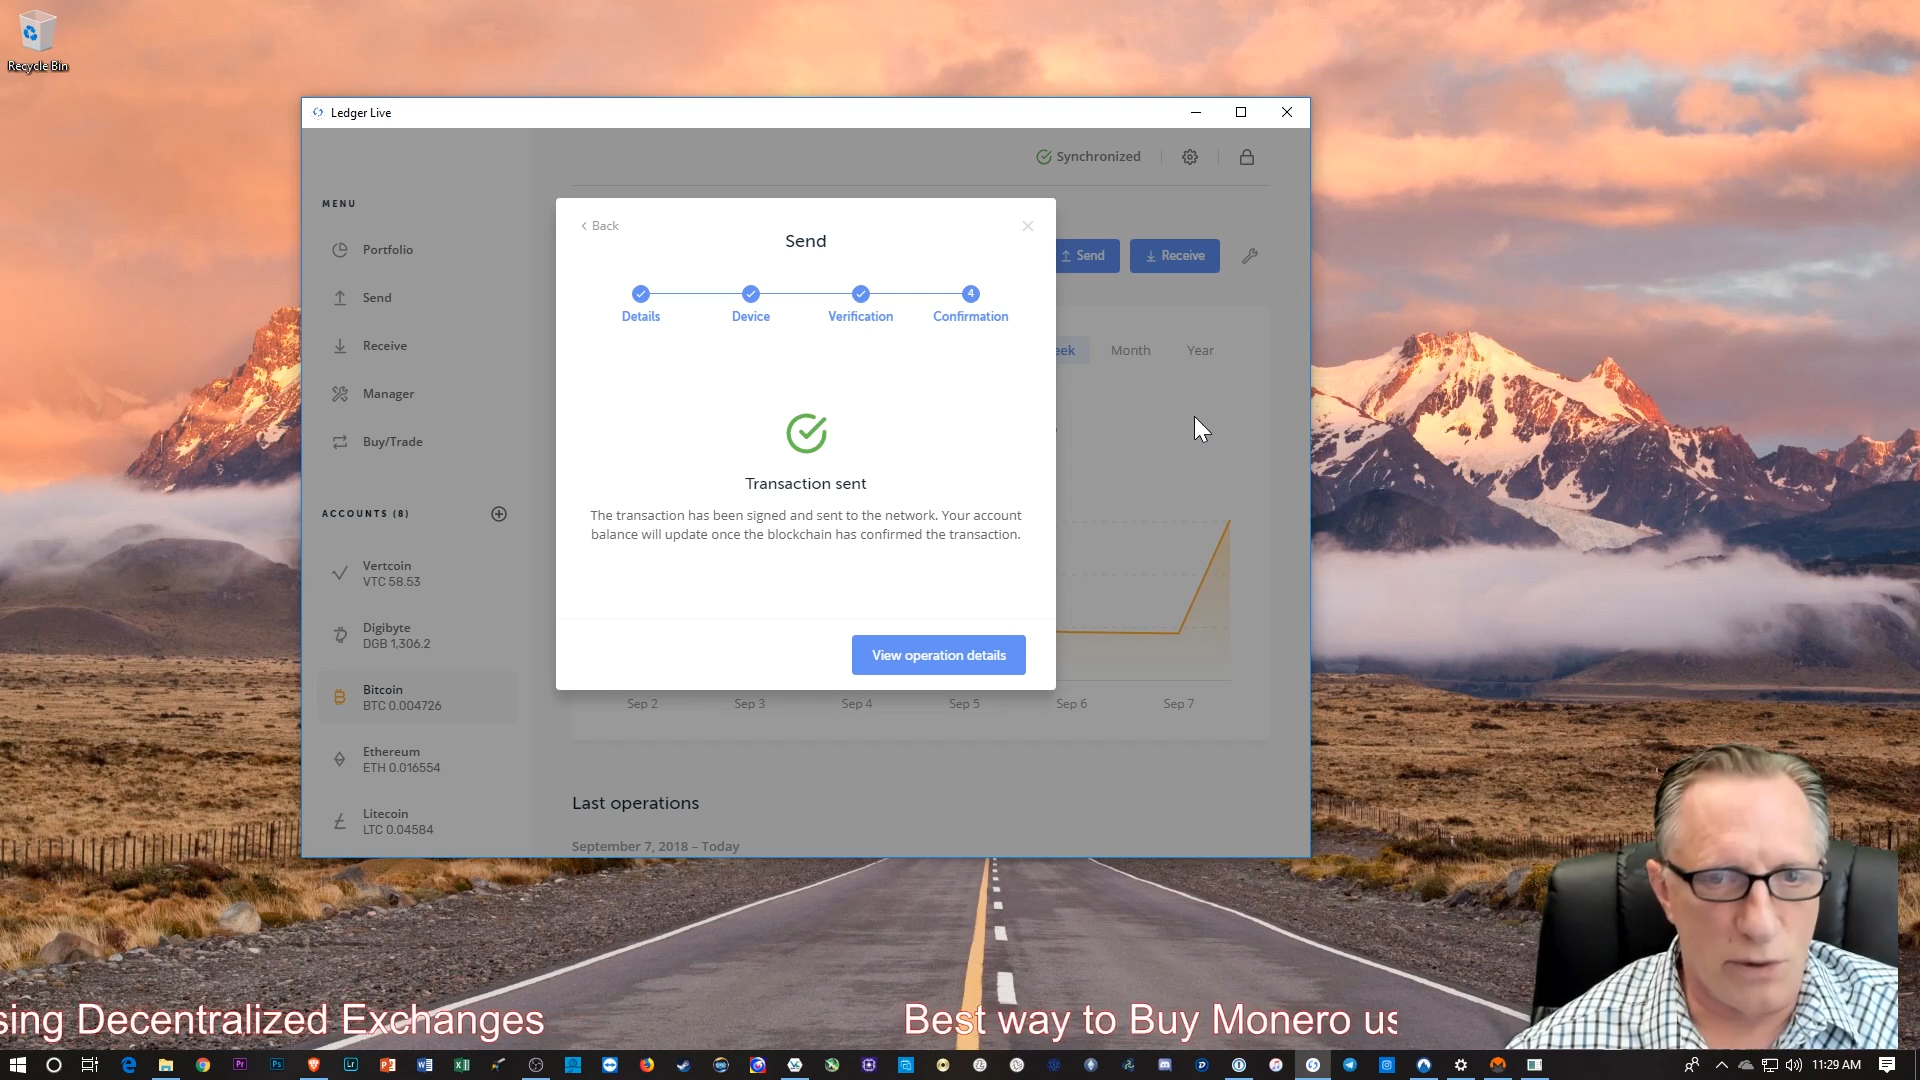 Recycle Bin
Ledger Live
Synchronized
MENU
Portfolio
Send
Receive
Manager
Buy/Trade
ACCOUNTS (8)
Vertcoin
VTC 58.53
Digibyte
DGB 1,306.2
Bitcoin
BTC 0.004726
Ethereum
ETH 0.016554
Litecoin
LTC 0.04584
Send
Receive
eek
Month
Year
Back
Send
4
Details
Device
Verification
Confirmation
Transaction sent
The transaction has been signed and sent to the network. Your account
balance will update once the blockchain has confirmed the transaction.
View operation details
Sep 2
Sep 3
Sep 4
Sep 5
Sep 6
Sep 7
Last operations
September 7, 2018 – Today
sing Decentralized Exchanges
Best way to Buy Monero us
11:29 AM